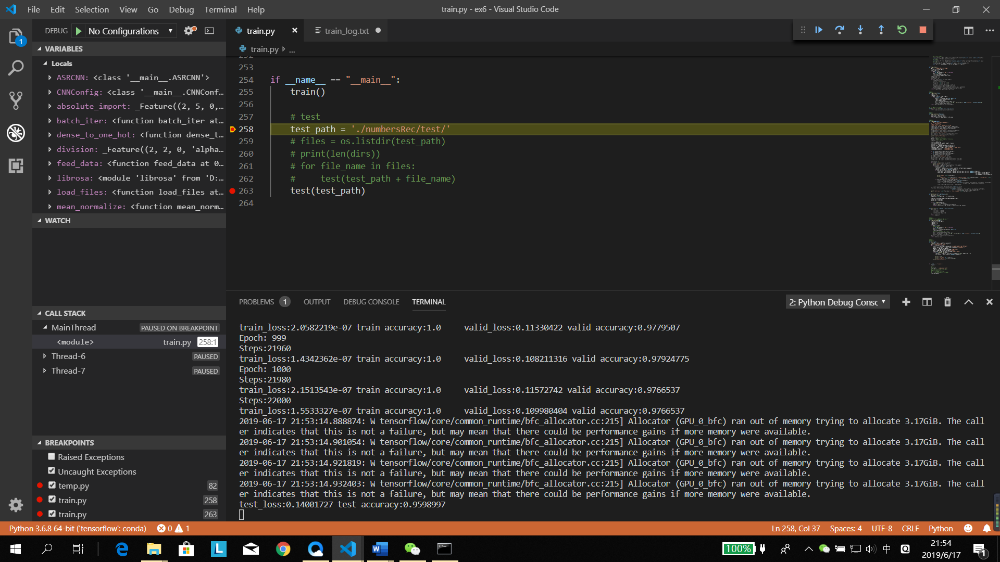 File Edit Selection View Go Debug Terminal Help
train.py - ex6 - Visual Studio Code
DEBUG No Configurations
train.py
train_log.txt
1
VARIABLES
Locals
ASRCNN: <class '__main__.ASRCNN'>
CNNConfig: <class '__main__.CNNConf...
absolute_import: _Feature((2, 5, 0,...
batch_iter: <function batch_iter at...
dense_to_one_hot: <function dense_t...
division: _Feature((2, 2, 0, 'alpha...
feed_data: <function feed_data at 0...
librosa: <module 'librosa' from 'D:...
load_files: <function load_files at...
mean_normalize: <function mean_norm...
WATCH
CALL STACK
MainThread PAUSED ON BREAKPOINT
<module> train.py 258:1
Thread-6 PAUSED
Thread-7 PAUSED
BREAKPOINTS
Raised Exceptions
Uncaught Exceptions
temp.py 82
train.py 258
train.py 263
train.py ...
252
253
254 if __name__ == "__main__":
255     train()
256
257     # test
258     test_path = './numbersRec/test/'
259     # files = os.listdir(test_path)
260     # print(len(dirs))
261     # for file_name in files:
262     #     test(test_path + file_name)
263     test(test_path)
264
PROBLEMS 1 OUTPUT DEBUG CONSOLE TERMINAL
2: Python Debug Consc
train_loss:2.0582219e-07 train accuracy:1.0     valid_loss:0.11330422 valid accuracy:0.9779507
Epoch: 999
Steps:21960
train_loss:1.4342362e-07 train accuracy:1.0     valid_loss:0.108211316 valid accuracy:0.97924775
Epoch: 1000
Steps:21980
train_loss:2.1513543e-07 train accuracy:1.0     valid_loss:0.11572742 valid accuracy:0.9766537
Steps:22000
train_loss:1.5533327e-07 train accuracy:1.0     valid_loss:0.109980404 valid accuracy:0.9766537
2019-06-17 21:53:14.888874: W tensorflow/core/common_runtime/bfc_allocator.cc:215] Allocator (GPU_0_bfc) ran out of memory trying to allocate 3.17GiB. The call
er indicates that this is not a failure, but may mean that there could be performance gains if more memory were available.
2019-06-17 21:53:14.901054: W tensorflow/core/common_runtime/bfc_allocator.cc:215] Allocator (GPU_0_bfc) ran out of memory trying to allocate 3.17GiB. The call
er indicates that this is not a failure, but may mean that there could be performance gains if more memory were available.
2019-06-17 21:53:14.921819: W tensorflow/core/common_runtime/bfc_allocator.cc:215] Allocator (GPU_0_bfc) ran out of memory trying to allocate 3.17GiB. The call
er indicates that this is not a failure, but may mean that there could be performance gains if more memory were available.
2019-06-17 21:53:14.932403: W tensorflow/core/common_runtime/bfc_allocator.cc:215] Allocator (GPU_0_bfc) ran out of memory trying to allocate 3.17GiB. The call
er indicates that this is not a failure, but may mean that there could be performance gains if more memory were available.
test_loss:0.14001727 test accuracy:0.9598997
Python 3.6.8 64-bit ('tensorflow': conda) 0 1
Ln 258, Col 37 Spaces: 4 UTF-8 CRLF Python
100%
中
21:54
2019/6/17
1